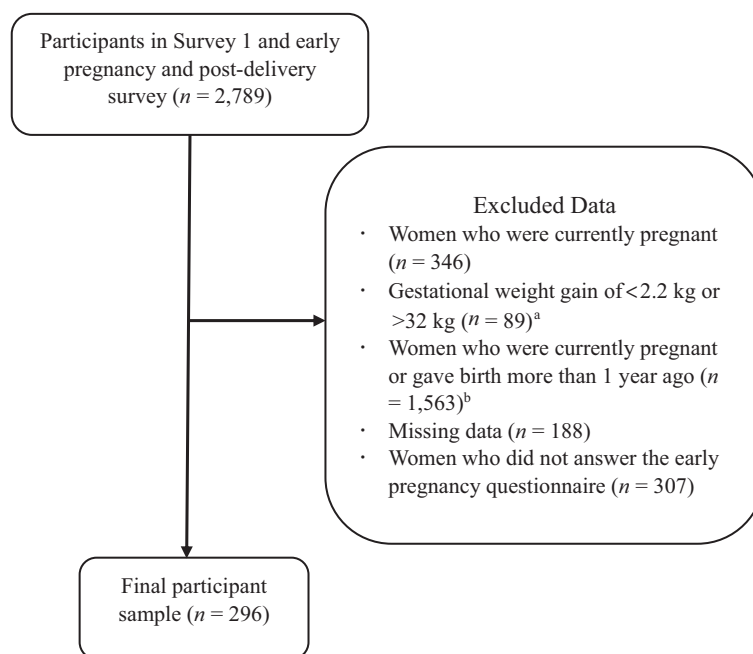 Participants in Survey 1 and early
pregnancy and post-delivery
survey (n = 2,789)
Excluded Data
· Women who were currently pregnant
(n = 346)
· Gestational weight gain of <2.2 kg or
>32 kg (n = 89)ᵃ
· Women who were currently pregnant
or gave birth more than 1 year ago (n
= 1,563)ᵇ
· Missing data (n = 188)
· Women who did not answer the early
pregnancy questionnaire (n = 307)
Final participant
sample (n = 296)